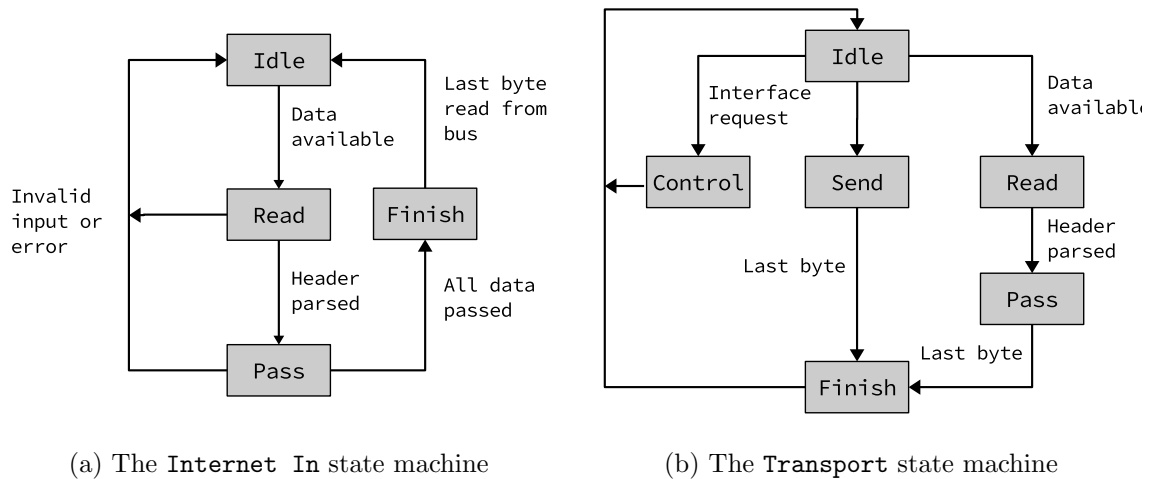 Idle
Last byte
read from
bus
Data
available
Invalid
input or
error
Read
Finish
Header
parsed
All data
passed
Pass
(a) The Internet In state machine
Idle
Interface
request
Data
availabl
Control
Send
Read
Header
parsed
Last byte
Pass
Last byte
Finish
(b) The Transport state machine